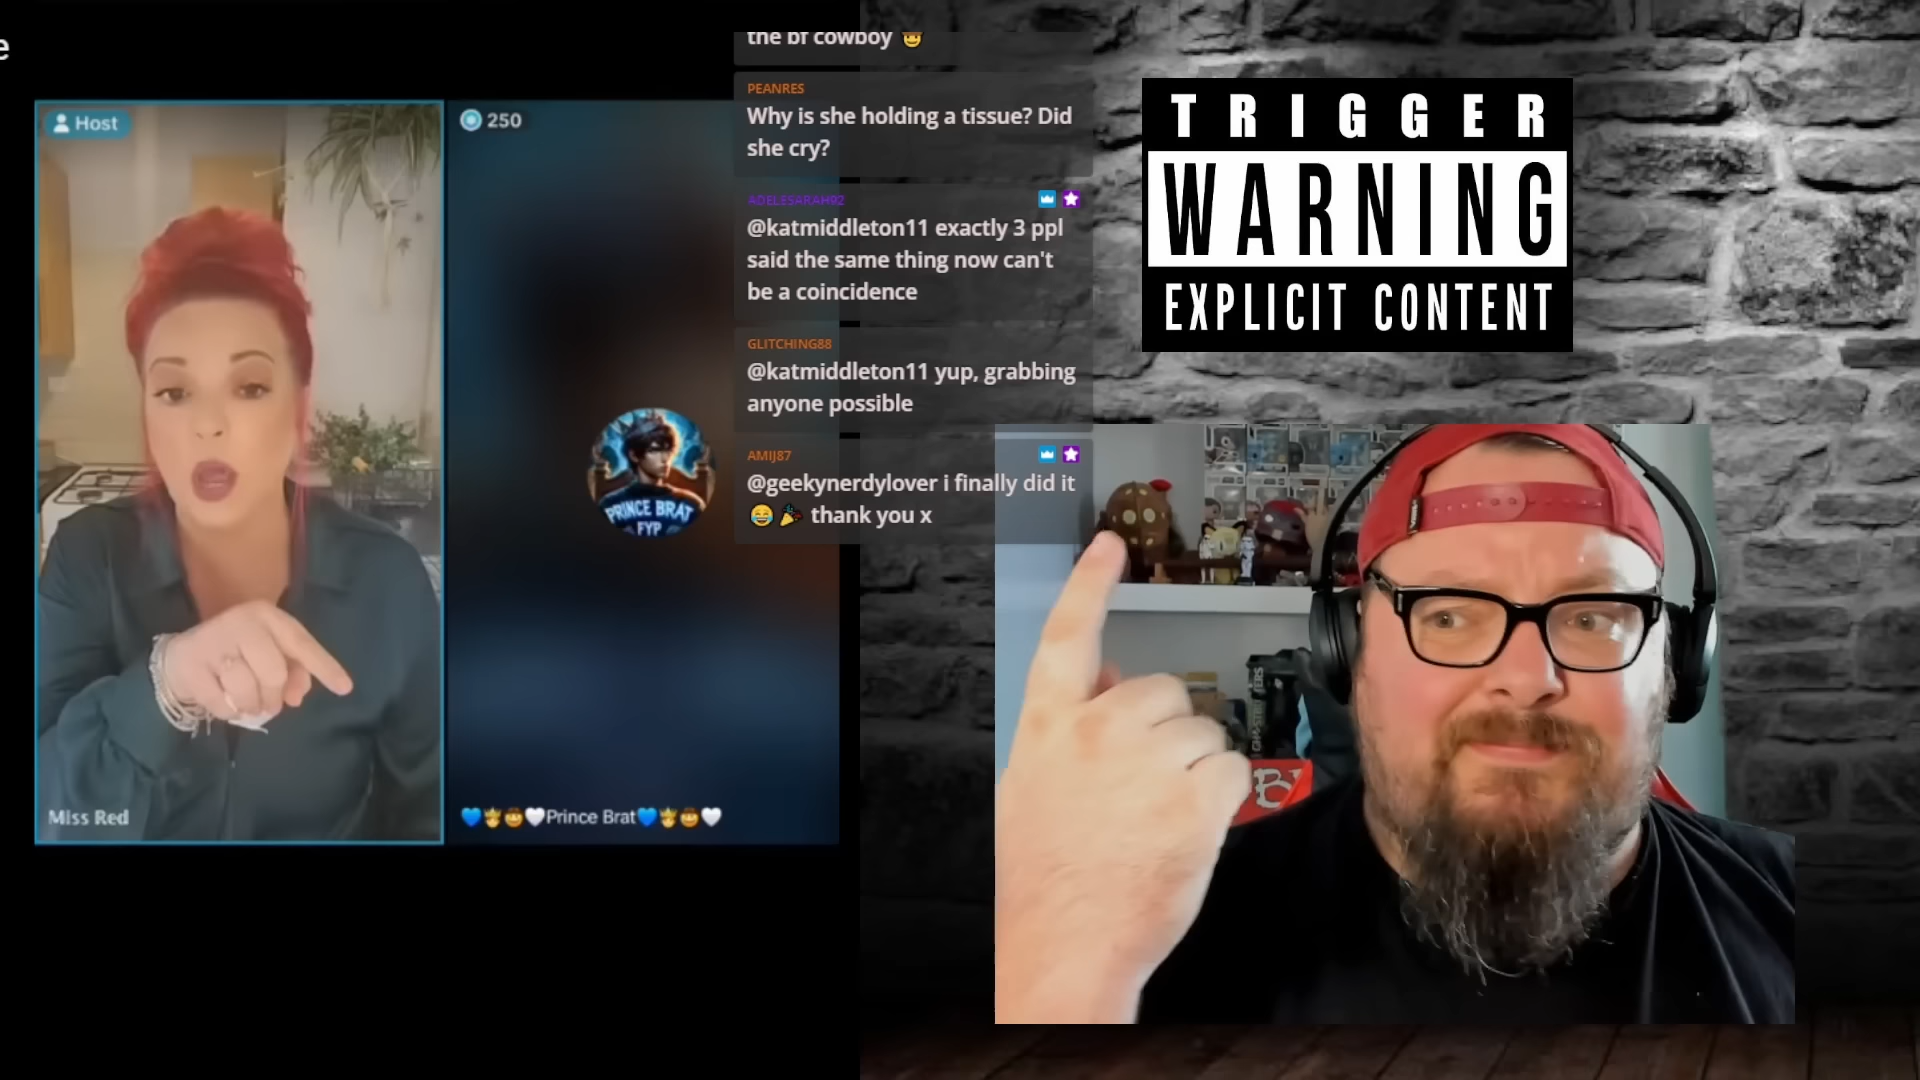 e
Host
Miss Red
250
PRINCE BRAT
FYP
💙🤴🤠🤍Prince Brat💙🤴🤠🤍
the bf cowboy 🤠
PEANRES
Why is she holding a tissue? Did
she cry?
ADELESARAH92
@katmiddleton11 exactly 3 ppl
said the same thing now can't
be a coincidence
GLITCHING88
@katmiddleton11 yup, grabbing
anyone possible
AMIJ87
@geekynerdylover i finally did it
😂 🎉 thank you x
TRIGGER
WARNING
EXPLICIT CONTENT